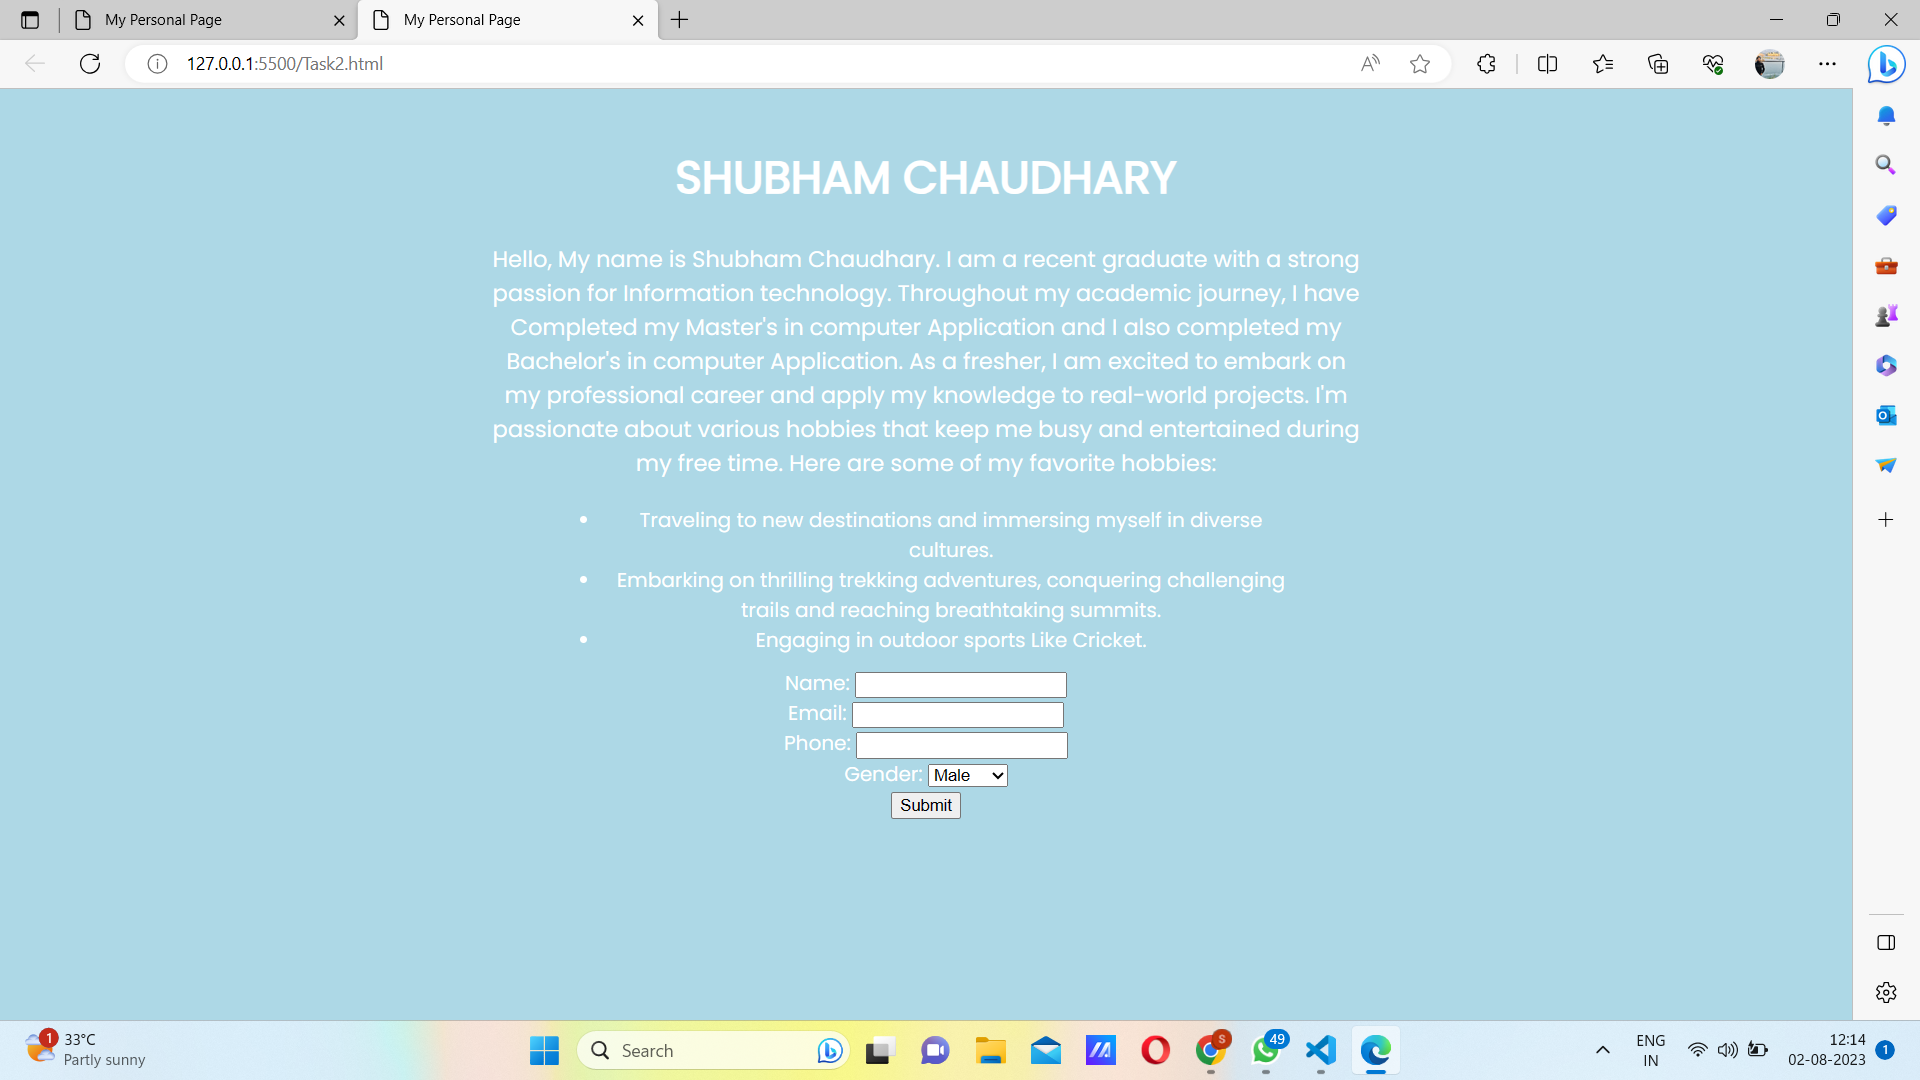 My Personal Page
My Personal Page
127.0.0.1:5500/Task2.html
SHUBHAM CHAUDHARY
Hello, My name is Shubham Chaudhary. I am a recent graduate with a strong
passion for Information technology. Throughout my academic journey, I have
Completed my Master's in computer Application and I also completed my
Bachelor's in computer Application. As a fresher, I am excited to embark on
my professional career and apply my knowledge to real-world projects. I'm
passionate about various hobbies that keep me busy and entertained during
my free time. Here are some of my favorite hobbies:
• Traveling to new destinations and immersing myself in diverse
cultures.
• Embarking on thrilling trekking adventures, conquering challenging
trails and reaching breathtaking summits.
• Engaging in outdoor sports Like Cricket.
Name:
Email:
Phone:
Gender: Male
Submit
1
33°C
Partly sunny
Search
S
49
ENG
IN
12:14
02-08-2023
1